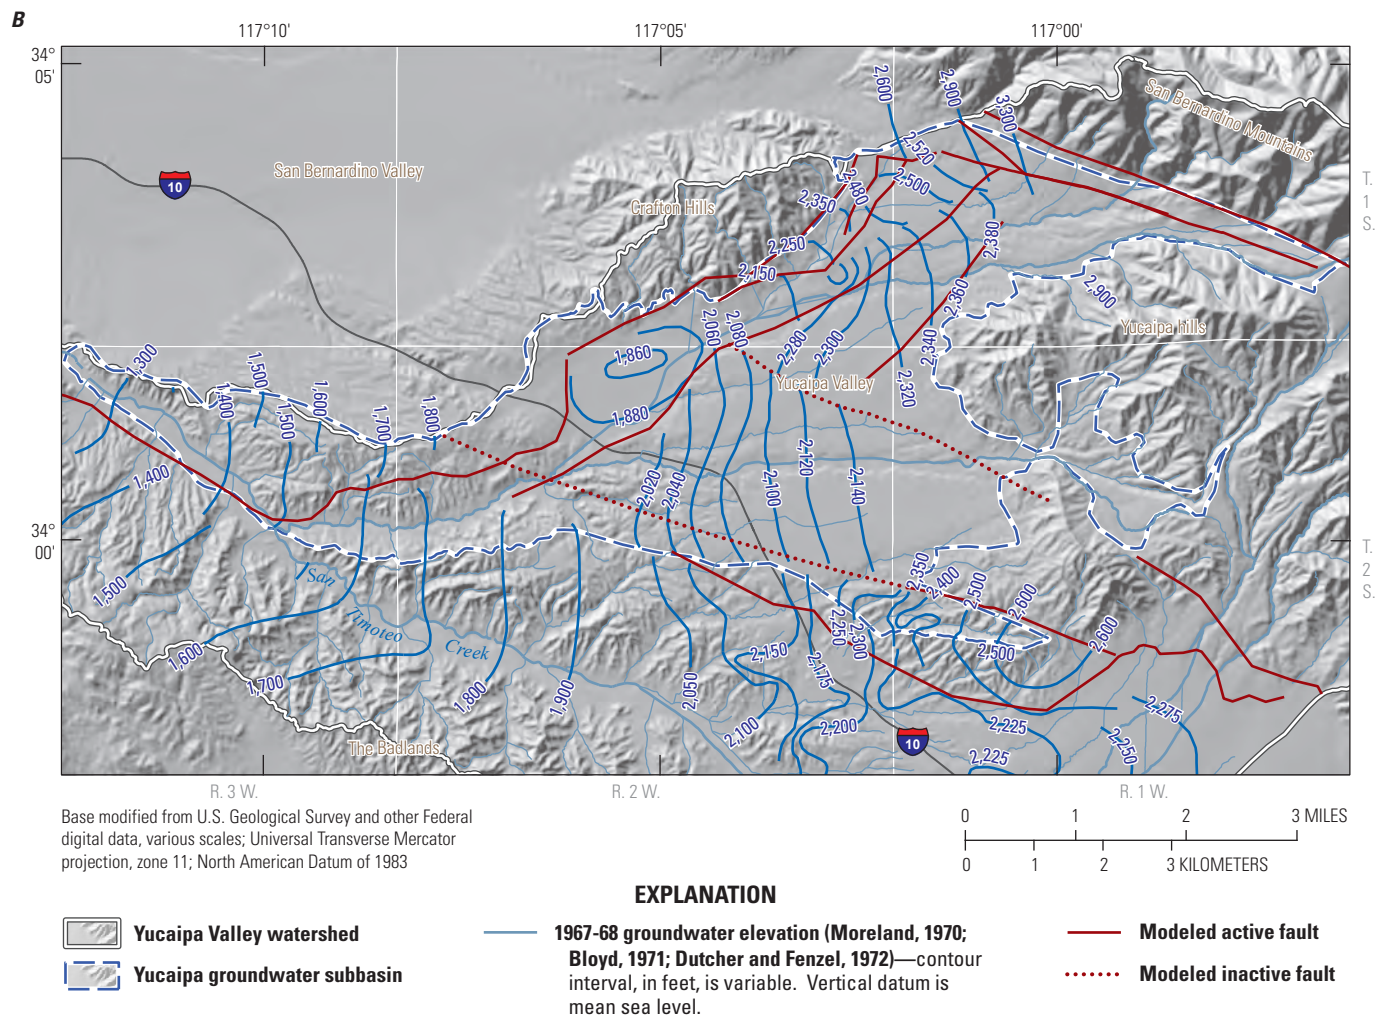 B
117°10'
117°05'
117°00'
34°
05'
34°
00'
San Bernardino Valley
10
Crafton Hills
San Bernardino Mountains
Yucaipa hills
Yucaipa Valley
San
Timoteo
Creek
The Badlands
10
T.
1
S.
T.
2
S.
2,600
2,900
3,300
2,520
2,500
2,480
2,350
2,250
2,150
2,380
2,360
2,340
2,320
2,300
2,280
2,900
2,060
2,080
1,860
1,880
1,300
1,500
1,400
1,500
1,600
1,700
1,800
1,400
1,500
1,600
1,700
1,800
1,900
2,020
2,040
2,100
2,120
2,140
2,050
2,100
2,150
2,175
2,200
2,250
2,300
2,350
2,400
2,500
2,600
2,600
2,500
2,225
2,225
2,250
2,275
R. 3 W.
R. 2 W.
R. 1 W.
Base modified from U.S. Geological Survey and other Federal
digital data, various scales; Universal Transverse Mercator
projection, zone 11; North American Datum of 1983
0 1 2 3 MILES
0 1 2 3 KILOMETERS
EXPLANATION
Yucaipa Valley watershed
Yucaipa groundwater subbasin
1967-68 groundwater elevation (Moreland, 1970;
Bloyd, 1971; Dutcher and Fenzel, 1972)—contour
interval, in feet, is variable. Vertical datum is
mean sea level.
Modeled active fault
Modeled inactive fault